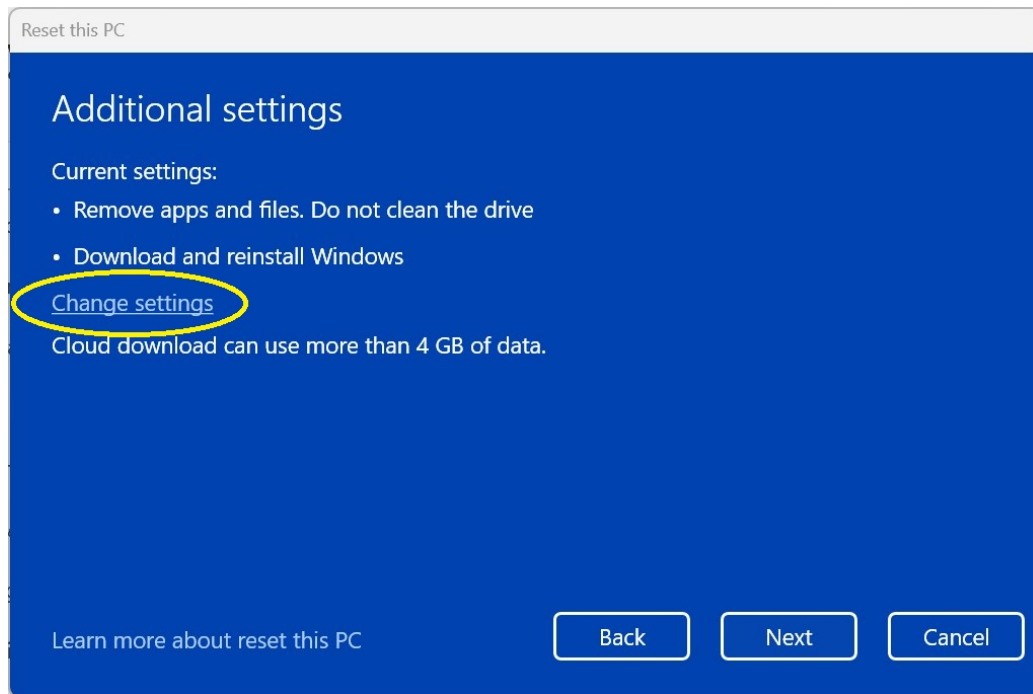 Reset this PC
Additional settings
Current settings:
• Remove apps and files. Do not clean the drive
• Download and reinstall Windows
Change settings
Cloud download can use more than 4 GB of data.
Learn more about reset this PC
Back
Next
Cancel